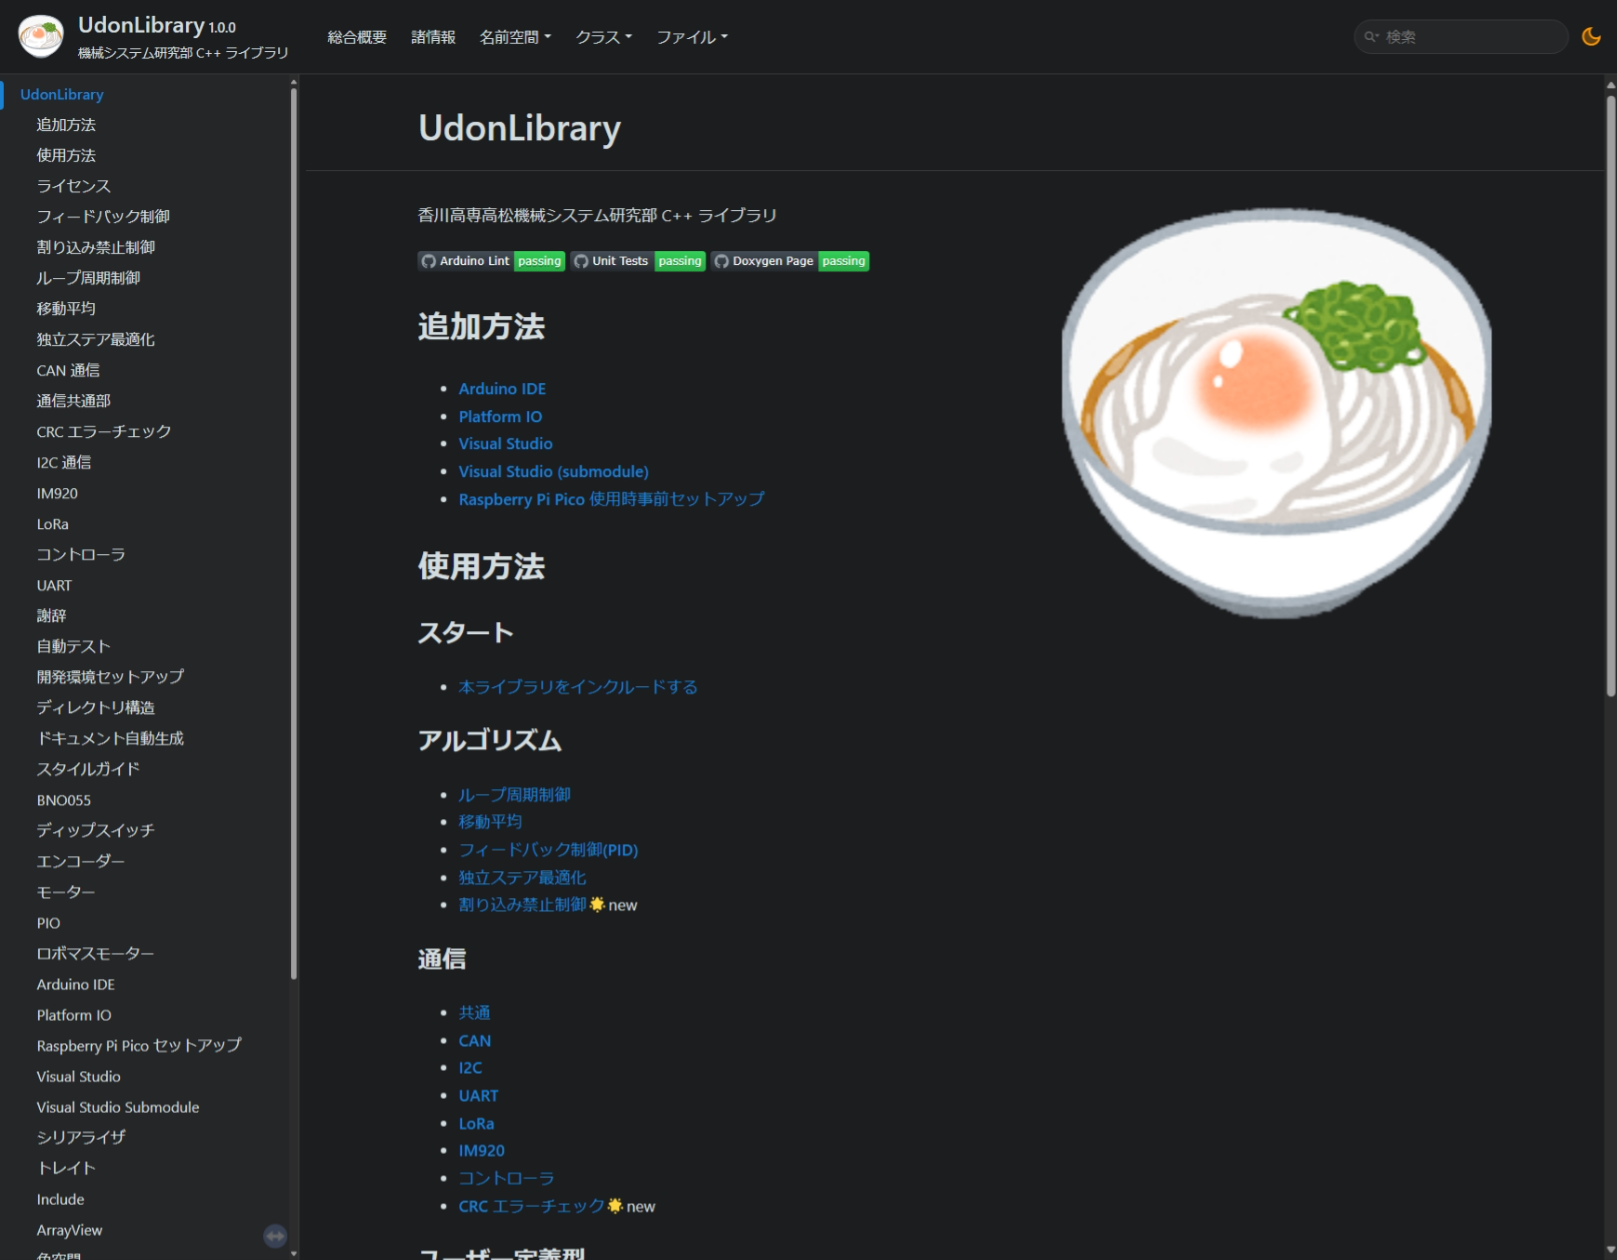 UdonLibrary 1.0.0
機械システム研究部 C++ ライブラリ
総合概要 諸情報 名前空間 クラス ファイル
検索
UdonLibrary
追加方法
使用方法
ライセンス
フィードバック制御
割り込み禁止制御
ループ周期制御
移動平均
独立ステア最適化
CAN 通信
通信共通部
CRC エラーチェック
I2C 通信
IM920
LoRa
コントローラ
UART
謝辞
自動テスト
開発環境セットアップ
ディレクトリ構造
ドキュメント自動生成
スタイルガイド
BNO055
ディップスイッチ
エンコーダー
モーター
PIO
ロボマスモーター
Arduino IDE
Platform IO
Raspberry Pi Pico セットアップ
Visual Studio
Visual Studio Submodule
シリアライザ
トレイト
Include
ArrayView
色空間
UdonLibrary
香川高専高松機械システム研究部 C++ ライブラリ
Arduino Lint passing Unit Tests passing Doxygen Page passing
追加方法
Arduino IDE
Platform IO
Visual Studio
Visual Studio (submodule)
Raspberry Pi Pico 使用時事前セットアップ
使用方法
スタート
本ライブラリをインクルードする
アルゴリズム
ループ周期制御
移動平均
フィードバック制御(PID)
独立ステア最適化
割り込み禁止制御🌟new
通信
共通
CAN
I2C
UART
LoRa
IM920
コントローラ
CRC エラーチェック🌟new
ユーザー定義型